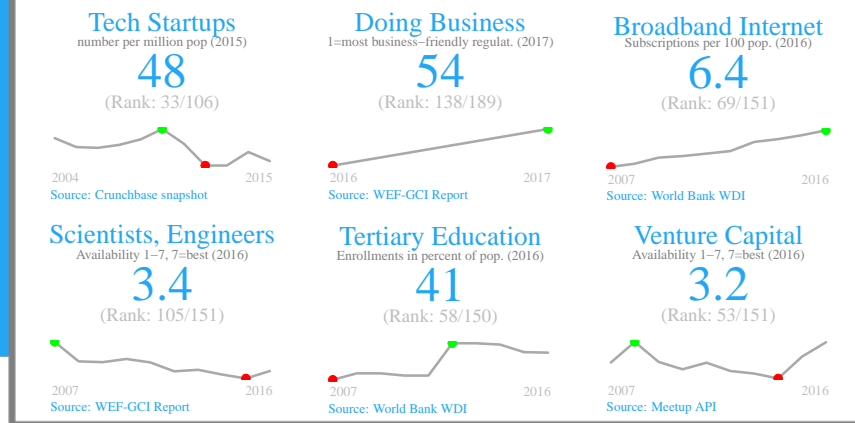 Tech Startups
number per million pop (2015)
48
(Rank: 33/106)
2004 2015
Source: Crunchbase snapshot
Doing Business
1=most business−friendly regulat. (2017)
54
(Rank: 138/189)
2016 2017
Source: WEF-GCI Report
Broadband Internet
Subscriptions per 100 pop. (2016)
6.4
(Rank: 69/151)
2007 2016
Source: World Bank WDI
Scientists, Engineers
Availability 1−7, 7=best (2016)
3.4
(Rank: 105/151)
2007 2016
Source: WEF-GCI Report
Tertiary Education
Enrollments in percent of pop. (2016)
41
(Rank: 58/150)
2007 2016
Source: World Bank WDI
Venture Capital
Availability 1−7, 7=best (2016)
3.2
(Rank: 53/151)
2007 2016
Source: Meetup API